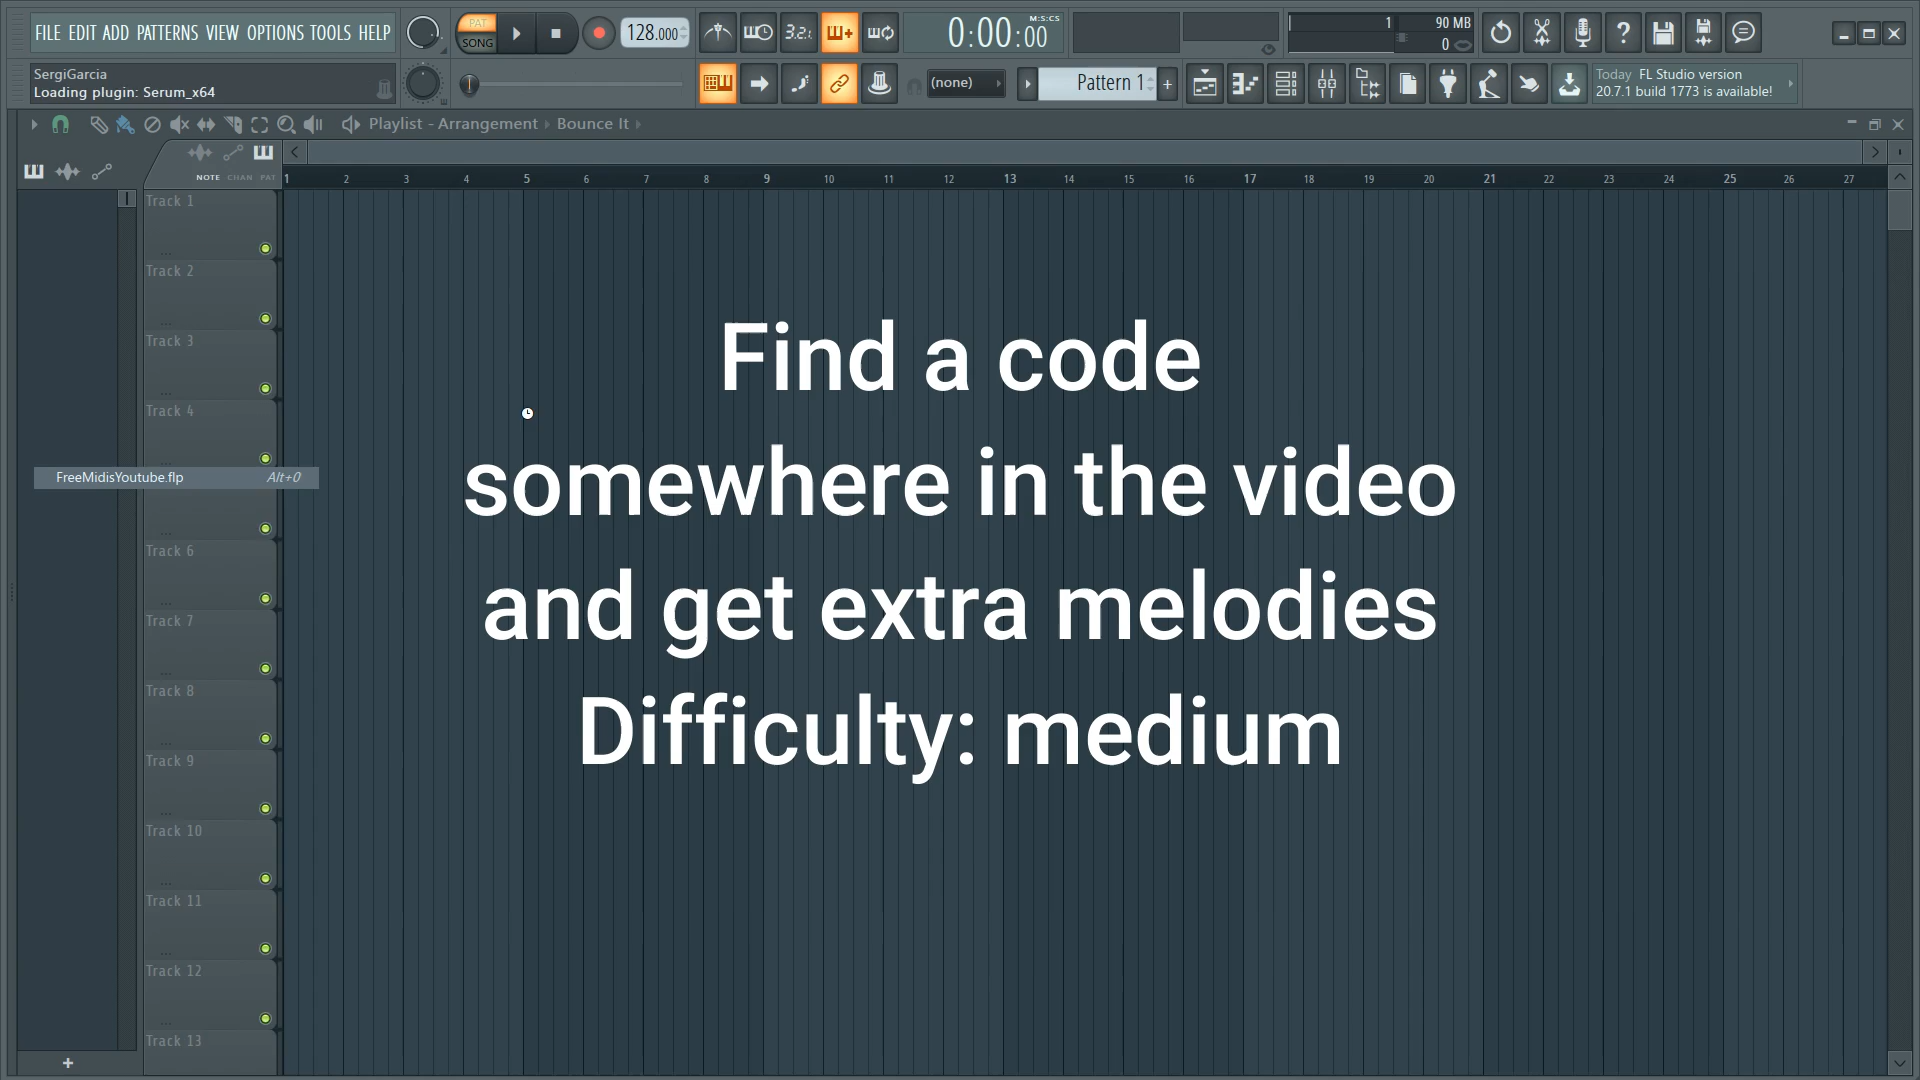 FILE EDIT ADD PATTERNS VIEW OPTIONS TOOLS HELP
PAT
SONG
128.000
3.2.1
0:00:00
M:S:CS
1
90 MB
0
SergiGarcia
Loading plugin: Serum_x64
(none)
Pattern 1
+
Today FL Studio version
20.7.1 build 1773 is available!
Playlist - Arrangement Bounce It
NOTE CHAN PAT
1 2 3 4 5 6 7 8 9 10 11 12 13 14 15 16 17 18 19 20 21 22 23 24 25 26 27
Track 1
Track 2
Track 3
Track 4
FreeMidisYoutube.flp Alt+0
Track 6
Track 7
Track 8
Track 9
Track 10
Track 11
Track 12
Track 13
Find a code
somewhere in the video
and get extra melodies
Difficulty: medium